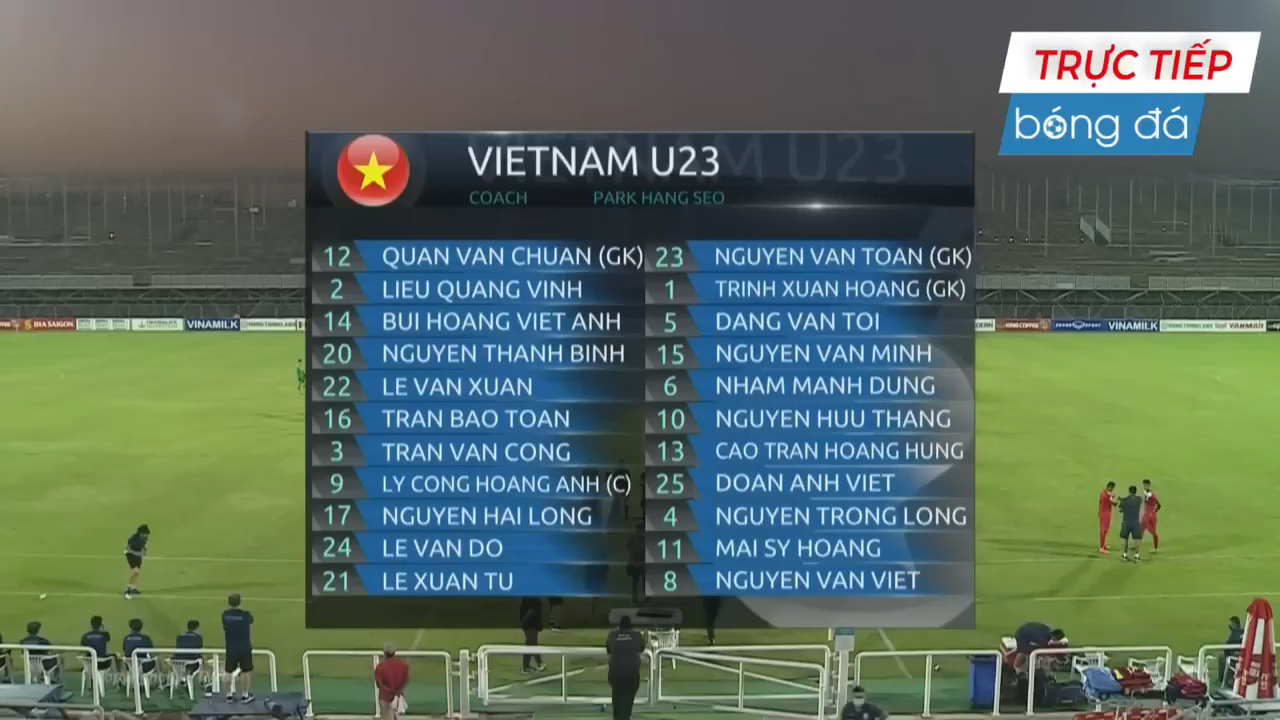 TRỰC TIẾP
bóng đá
VIETNAM U23
COACH PARK HANG SEO
12 QUAN VAN CHUAN (GK)
2 LIEU QUANG VINH
14 BUI HOANG VIET ANH
20 NGUYEN THANH BINH
22 LE VAN XUAN
16 TRAN BAO TOAN
3 TRAN VAN CONG
9 LY CONG HOANG ANH (C)
17 NGUYEN HAI LONG
24 LE VAN DO
21 LE XUAN TU
23 NGUYEN VAN TOAN (GK)
1 TRINH XUAN HOANG (GK)
5 DANG VAN TOI
15 NGUYEN VAN MINH
6 NHAM MANH DUNG
10 NGUYEN HUU THANG
13 CAO TRAN HOANG HUNG
25 DOAN ANH VIET
4 NGUYEN TRONG LONG
11 MAI SY HOANG
8 NGUYEN VAN VIET
BIA SAIGON
VINAMILK
VINAMILK
YANMAR